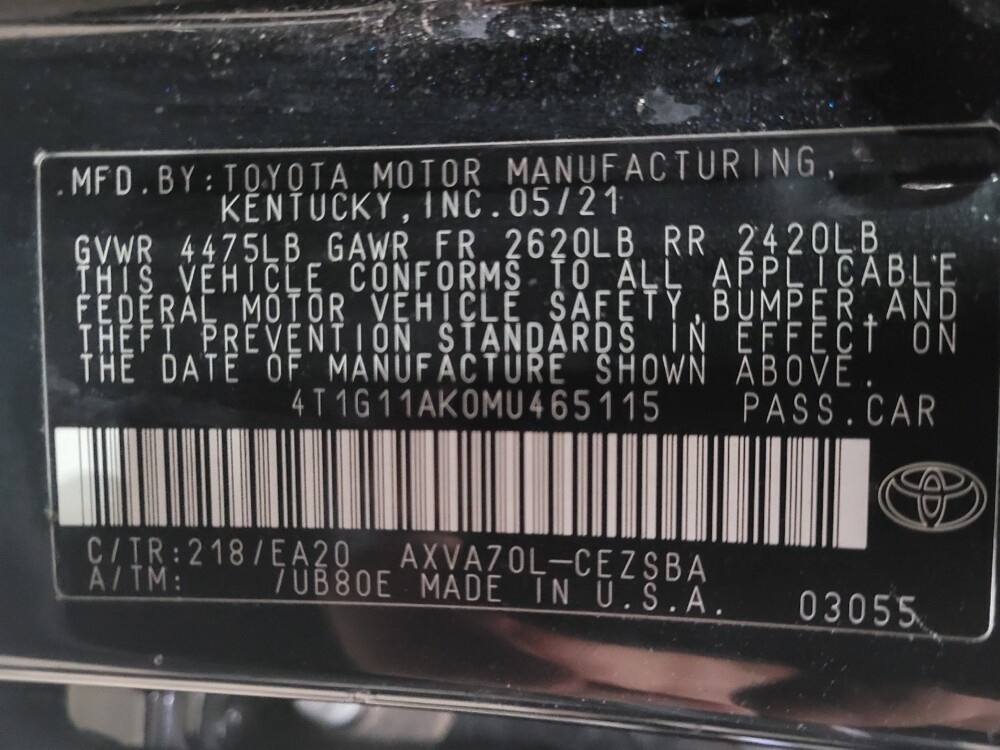 MFD.BY:TOYOTA MOTOR MANUFACTURING,
KENTUCKY,INC.05/21
GVWR 4475LB GAWR FR 2620LB RR 2420LB
THIS VEHICLE CONFORMS TO ALL APPLICABLE
FEDERAL MOTOR VEHICLE SAFETY,BUMPER,AND
THEFT PREVENTION STANDARDS IN EFFECT ON
THE DATE OF MANUFACTURE SHOWN ABOVE.
4T1G11AK0MU465115 PASS.CAR
C/TR:218/EA20 AXVA70L-CEZSBA
A/TM: /UB80E MADE IN U.S.A. 03055